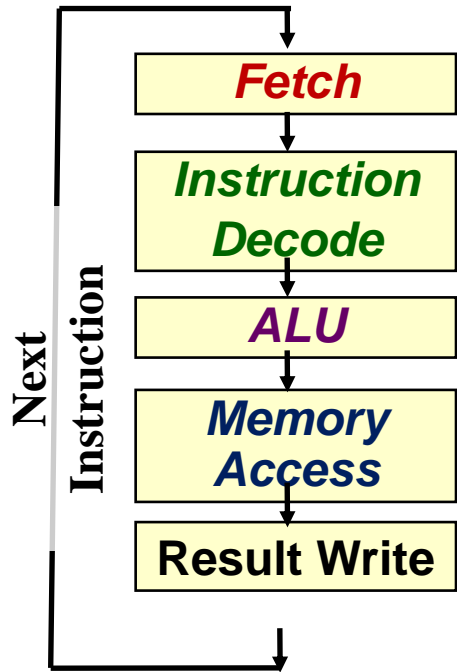 Fetch
Instruction
Decode
ALU
Memory
Access
Result Write
Next
Instruction